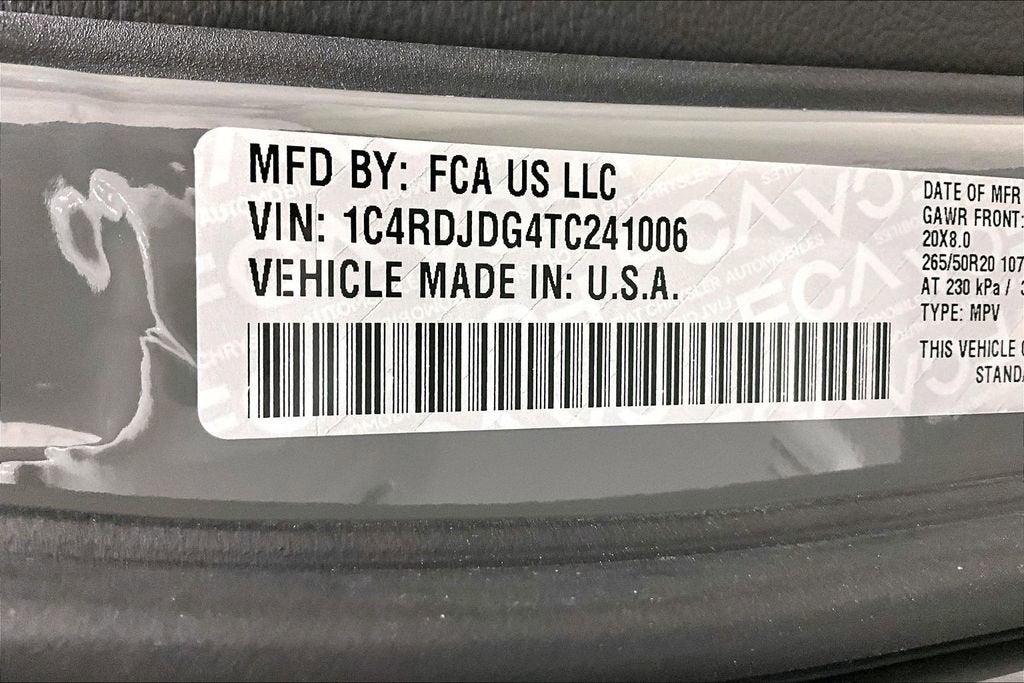 MFD BY: FCA US LLC
VIN: 1C4RDJDG4TC241006
VEHICLE MADE IN: U.S.A.
DATE OF MFR
GAWR FRONT:
20X8.0
265/50R20 107
AT 230 kPa /
TYPE: MPV
THIS VEHICLE
STANDA